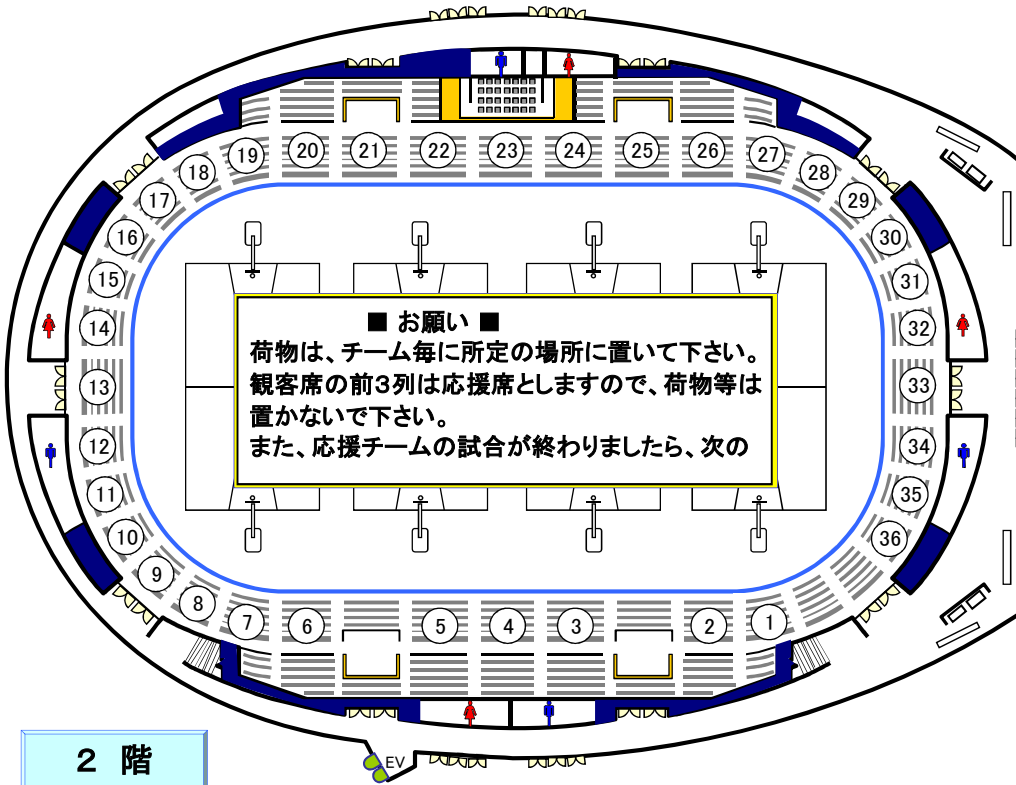 20 21 22 23 24 25 26
19 27
18 28
17 29
16 30
15 31
14 32
13 33
12 34
11 35
10 36
9
8
7 6 5 4 3 2 1
■ お願い ■
荷物は、チーム毎に所定の場所に置いて下さい。
観客席の前3列は応援席としますので、荷物等は
置かないで下さい。
また、応援チームの試合が終わりましたら、次の
EV
2 階